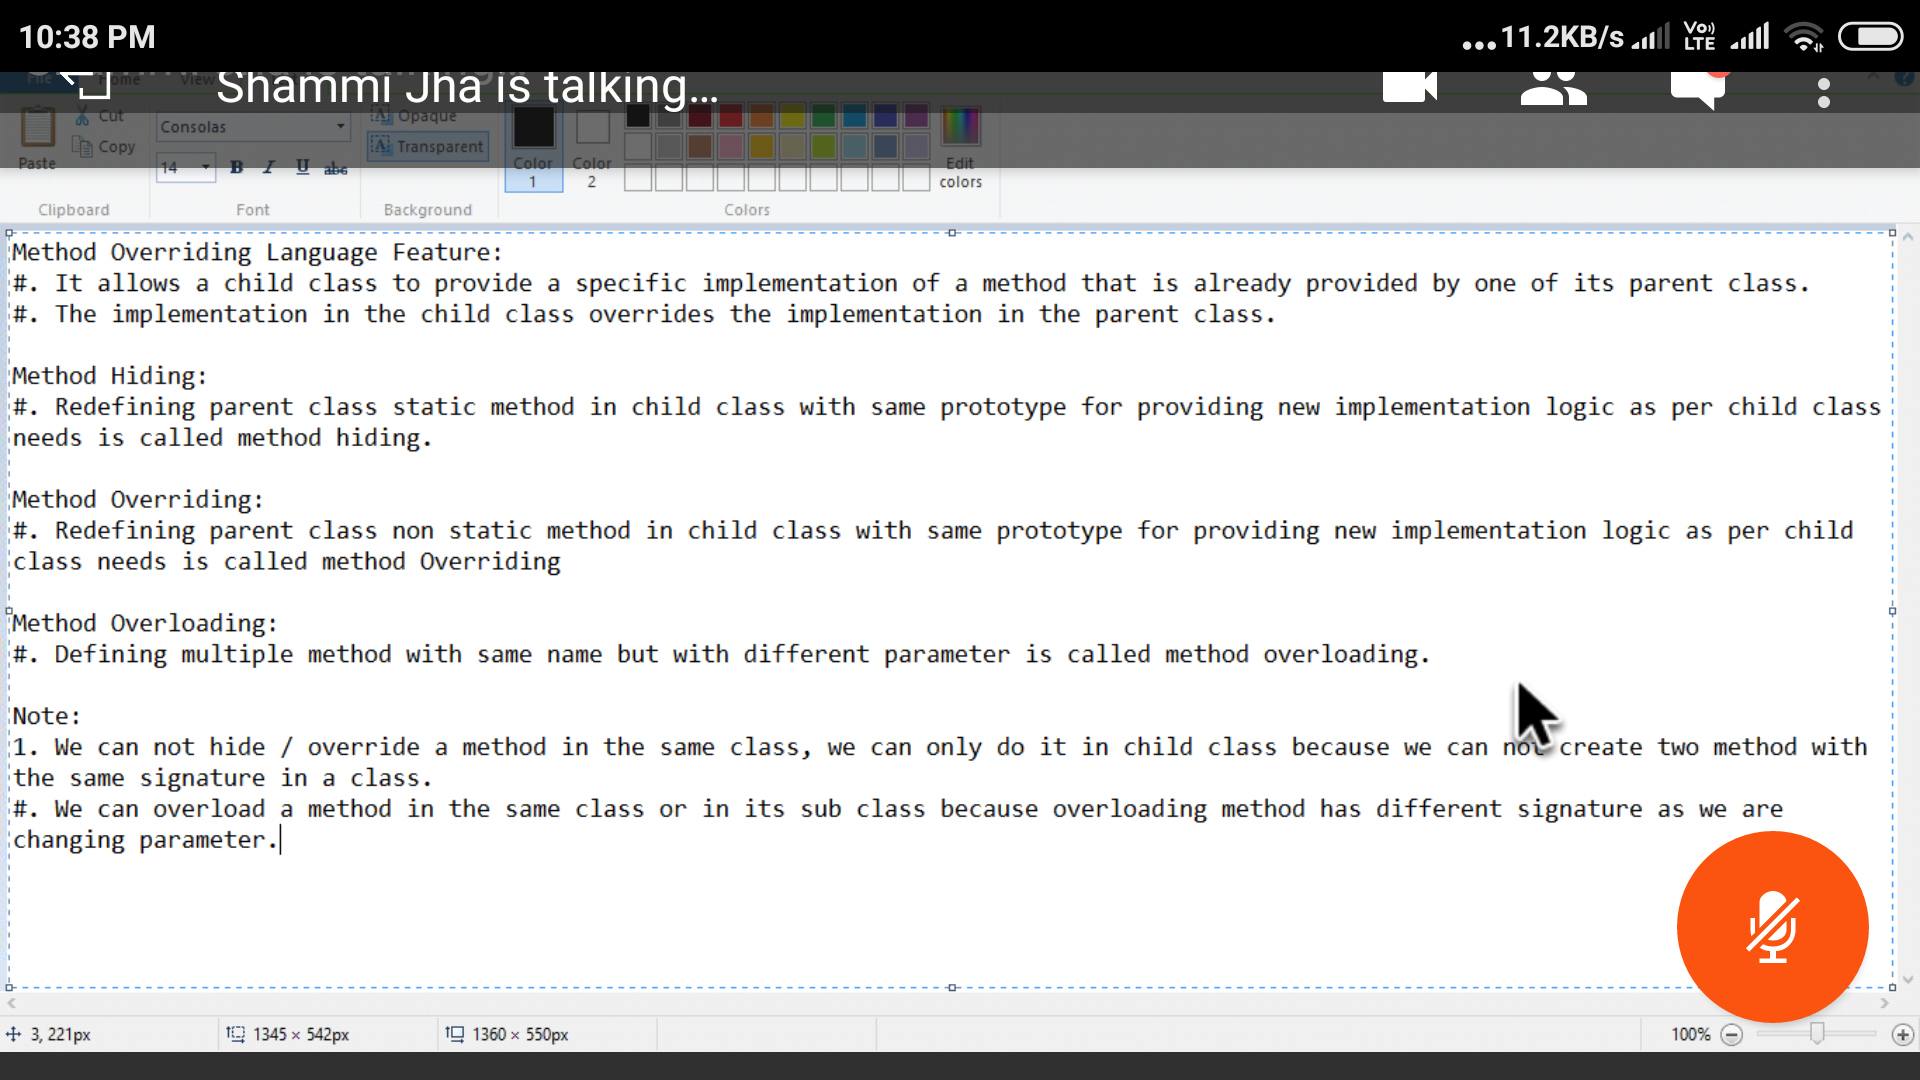 10:38 PM
...11.2KB/s Vo)) LTE
Shammi Jha is talking...
File Home View
Cut
Consolas
Opaque
Copy
Transparent
Paste
14 B I U abc
Color 1
Color 2
Edit colors
Clipboard Font Background Colors
Method Overriding Language Feature:
#. It allows a child class to provide a specific implementation of a method that is already provided by one of its parent class.
#. The implementation in the child class overrides the implementation in the parent class.
Method Hiding:
#. Redefining parent class static method in child class with same prototype for providing new implementation logic as per child class
needs is called method hiding.
Method Overriding:
#. Redefining parent class non static method in child class with same prototype for providing new implementation logic as per child
class needs is called method Overriding
Method Overloading:
#. Defining multiple method with same name but with different parameter is called method overloading.
Note:
1. We can not hide / override a method in the same class, we can only do it in child class because we can not create two method with
the same signature in a class.
#. We can overload a method in the same class or in its sub class because overloading method has different signature as we are
changing parameter.
3, 221px 1345 × 542px 1360 × 550px 100%